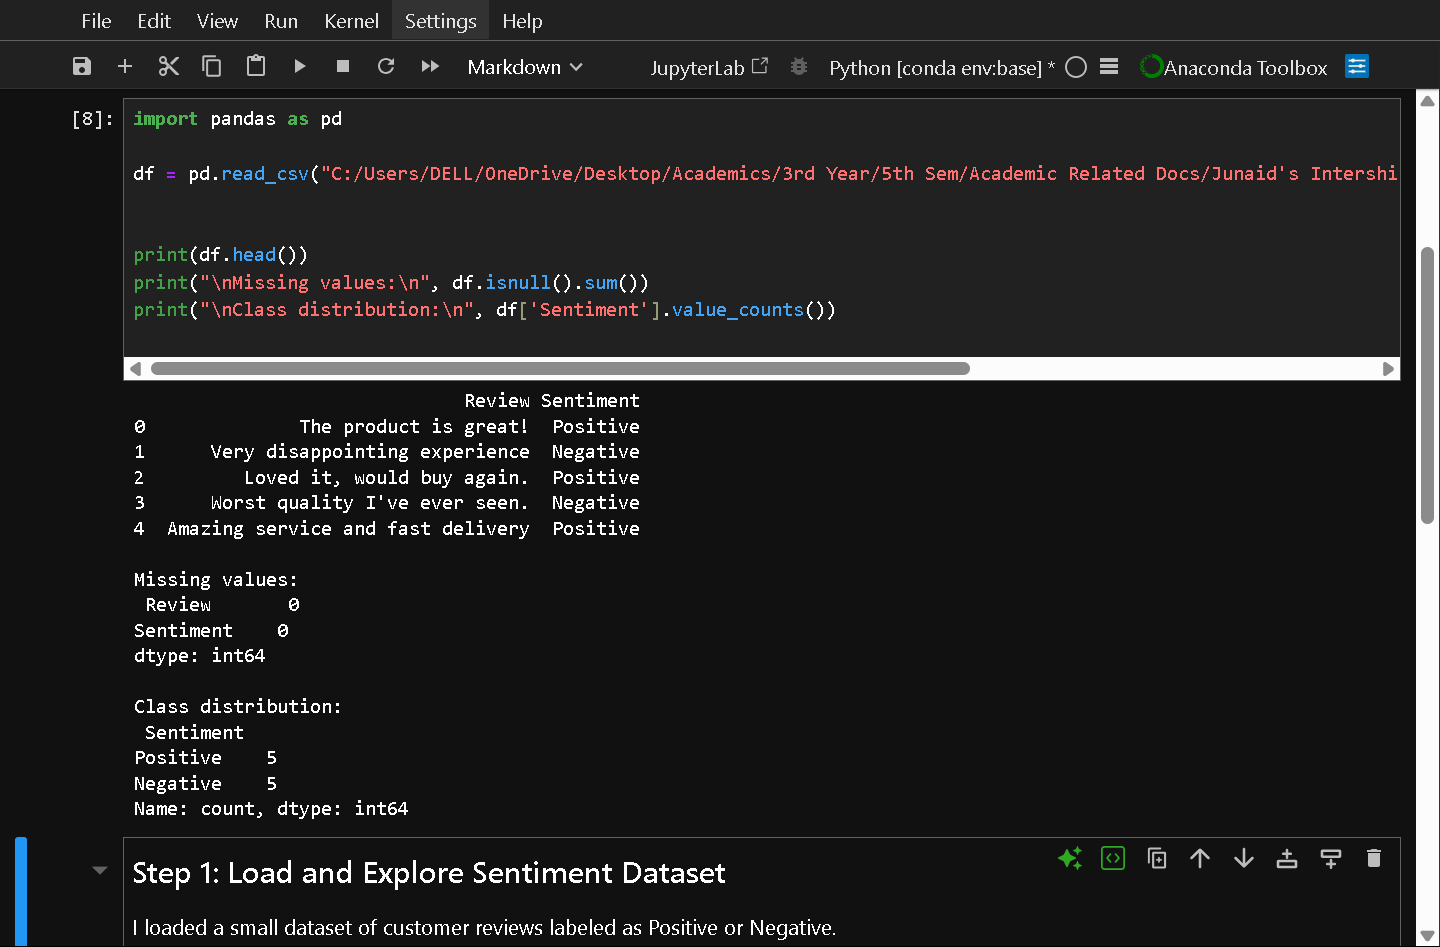 File Edit View Run Kernel Settings Help
Markdown JupyterLab Python [conda env:base] * Anaconda Toolbox
[8]: import pandas as pd
df = pd.read_csv("C:/Users/DELL/OneDrive/Desktop/Academics/3rd Year/5th Sem/Academic Related Docs/Junaid's Intershi
print(df.head())
print("\nMissing values:\n", df.isnull().sum())
print("\nClass distribution:\n", df['Sentiment'].value_counts())
Review Sentiment
0 The product is great! Positive
1 Very disappointing experience Negative
2 Loved it, would buy again. Positive
3 Worst quality I've ever seen. Negative
4 Amazing service and fast delivery Positive
Missing values:
Review 0
Sentiment 0
dtype: int64
Class distribution:
Sentiment
Positive 5
Negative 5
Name: count, dtype: int64
Step 1: Load and Explore Sentiment Dataset
I loaded a small dataset of customer reviews labeled as Positive or Negative.